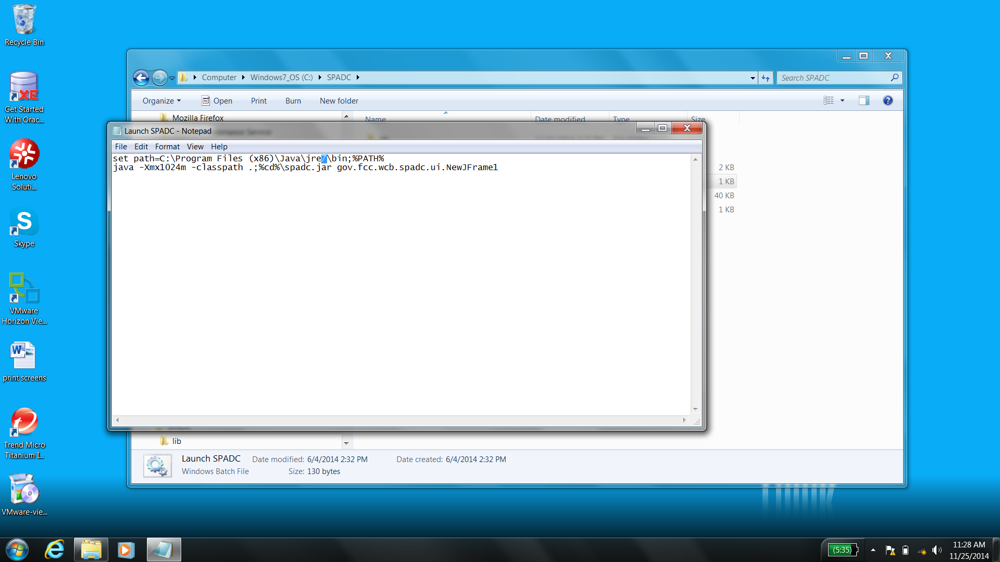 Recycle Bin
Get Started
With Orac...
Lenovo
Soluti...
Skype
VMware
Horizon Vie...
print screens
Trend Micro
Titanium I...
VMware-vie...
Computer
Windows7_OS (C:)
SPADC
Search SPADC
Organize
Open
Print
Burn
New folder
Mozilla Firefox
Name
Date modified
Type
Size
Launch SPADC - Notepad
File Edit Format View Help
set path=C:\Program Files (x86)\Java\jre7\bin;%PATH%
java -Xmx1024m -classpath .;%cd%\spadc.jar gov.fcc.wcb.spadc.ui.NewJFrame1
2 KB
1 KB
40 KB
1 KB
lib
Launch SPADC Date modified: 6/4/2014 2:32 PM Date created: 6/4/2014 2:32 PM
Windows Batch File Size: 130 bytes
(5:35)
11:28 AM
11/25/2014